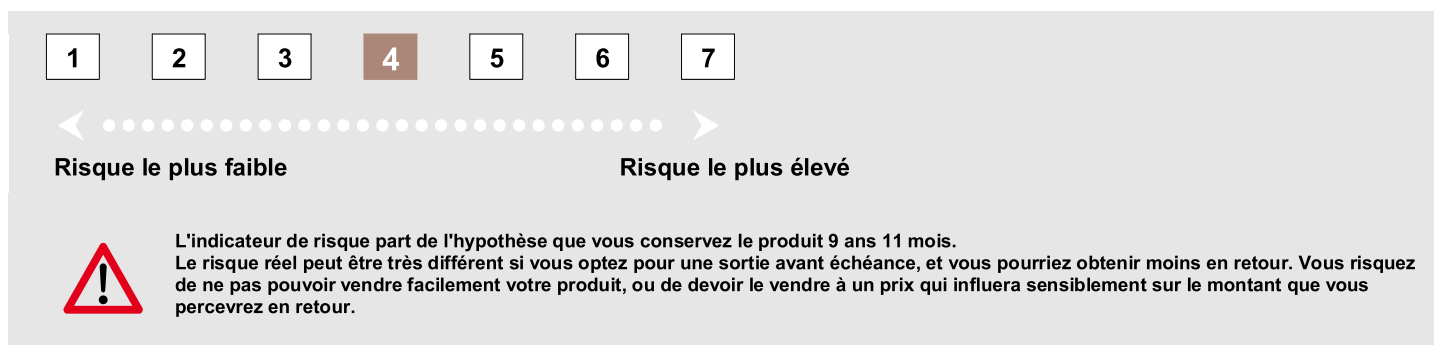 1 2 3 4 5 6 7
Risque le plus faible Risque le plus élevé
L'indicateur de risque part de l'hypothèse que vous conservez le produit 9 ans 11 mois.
Le risque réel peut être très différent si vous optez pour une sortie avant échéance, et vous pourriez obtenir moins en retour. Vous risquez
de ne pas pouvoir vendre facilement votre produit, ou de devoir le vendre à un prix qui influera sensiblement sur le montant que vous
percevrez en retour.